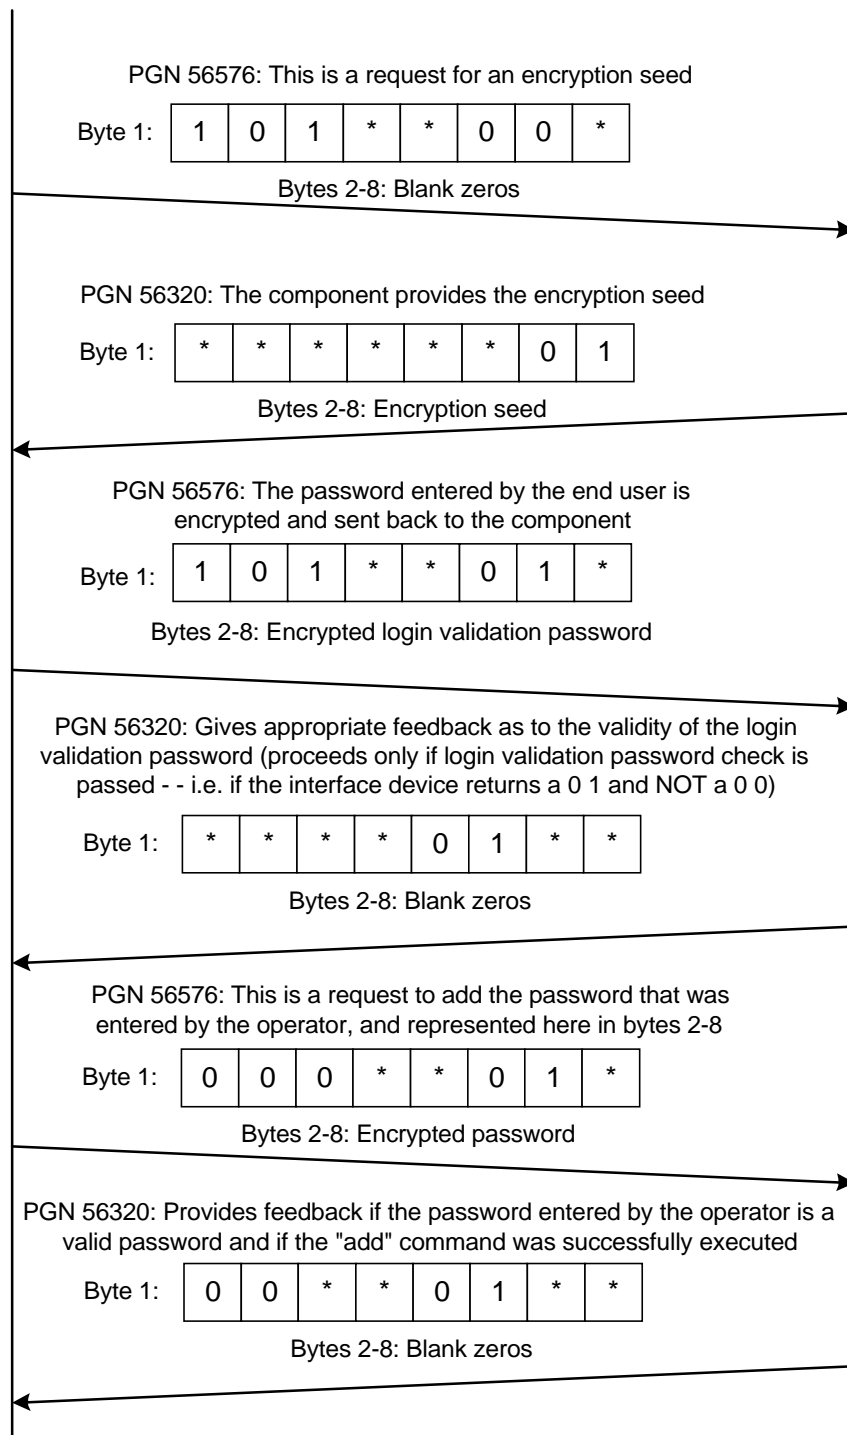 PGN 56576: This is a request for an encryption seed
Byte 1: 1 0 1 * * 0 0 *
Bytes 2-8: Blank zeros
PGN 56320: The component provides the encryption seed
Byte 1: * * * * * * 0 1
Bytes 2-8: Encryption seed
PGN 56576: The password entered by the end user is
encrypted and sent back to the component
Byte 1: 1 0 1 * * 0 1 *
Bytes 2-8: Encrypted login validation password
PGN 56320: Gives appropriate feedback as to the validity of the login
validation password (proceeds only if login validation password check is
passed - - i.e. if the interface device returns a 0 1 and NOT a 0 0)
Byte 1: * * * * 0 1 * *
Bytes 2-8: Blank zeros
PGN 56576: This is a request to add the password that was
entered by the operator, and represented here in bytes 2-8
Byte 1: 0 0 0 * * 0 1 *
Bytes 2-8: Encrypted password
PGN 56320: Provides feedback if the password entered by the operator is a
valid password and if the "add" command was successfully executed
Byte 1: 0 0 * * 0 1 * *
Bytes 2-8: Blank zeros